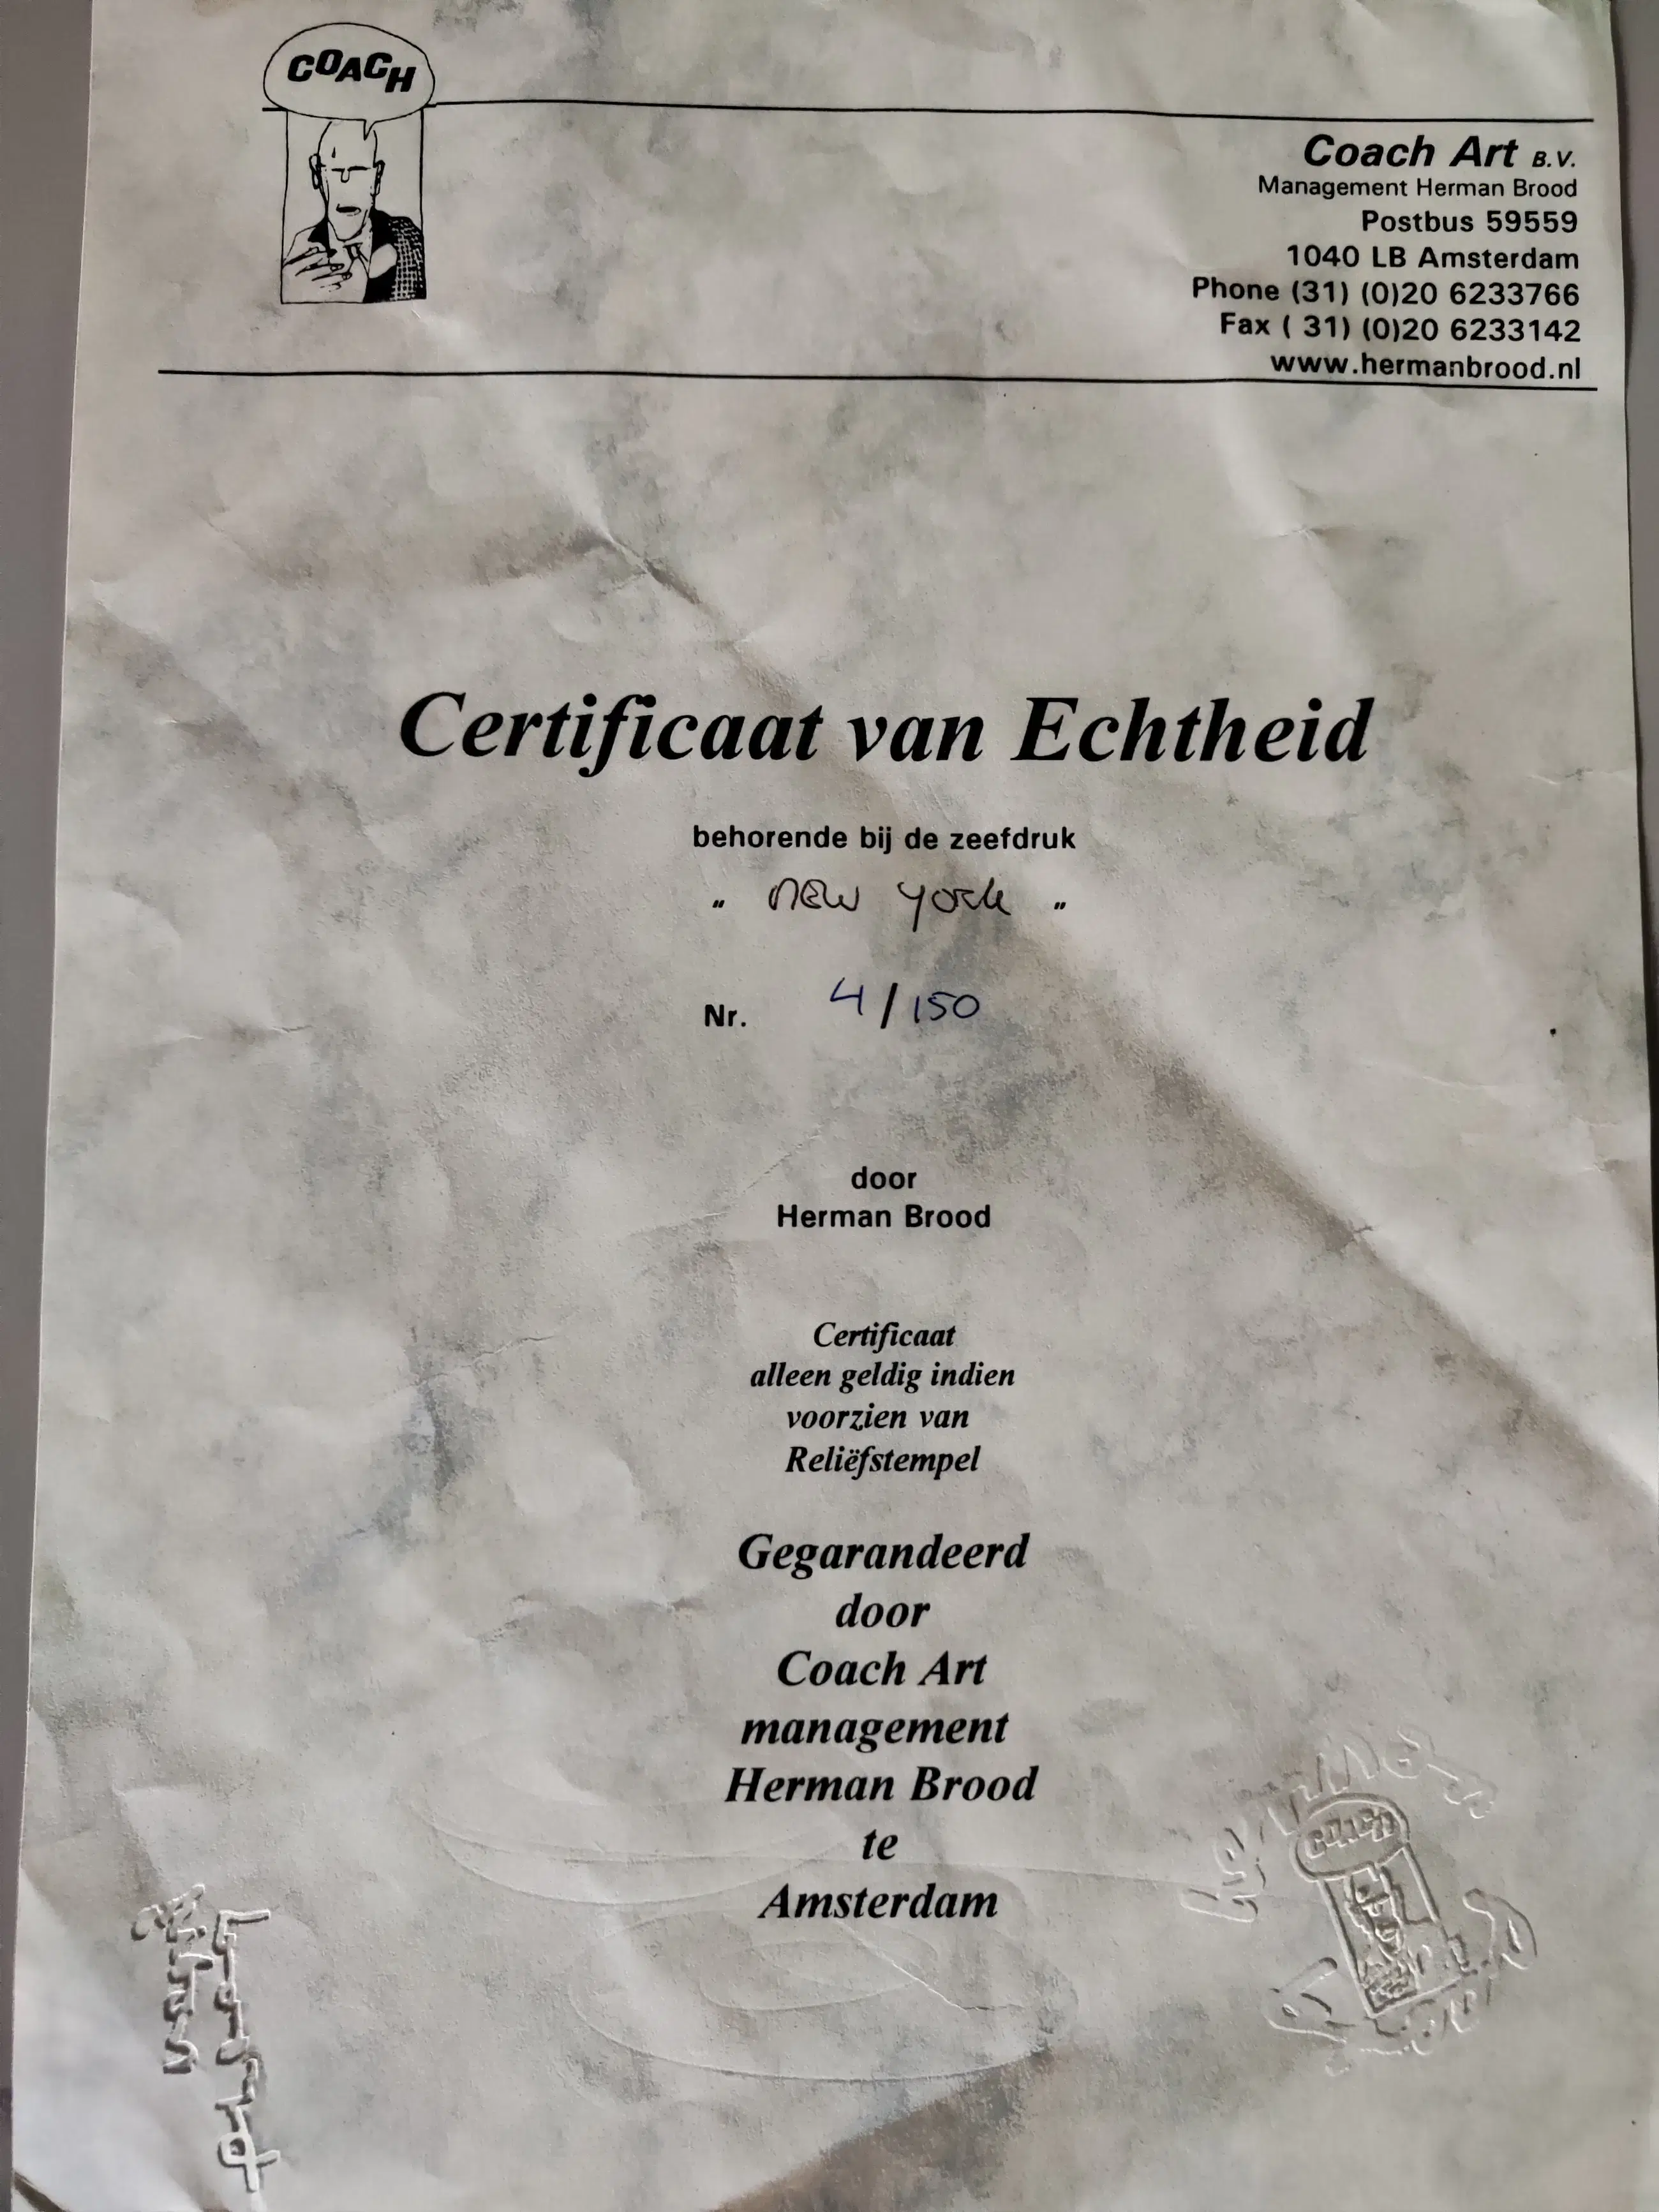 COACH
Coach Art B.V.
Management Herman Brood
Postbus 59559
1040 LB Amsterdam
Phone (31) (0)20 6233766
Fax ( 31) (0)20 6233142
www.hermanbrood.nl
Certificaat van Echtheid
behorende bij de zeefdruk
" NEW YORK "
Nr. 4/150
door
Herman Brood
Certificaat
alleen geldig indien
voorzien van
Reliëfstempel
Gegarandeerd
door
Coach Art
management
Herman Brood
te
Amsterdam
COACH